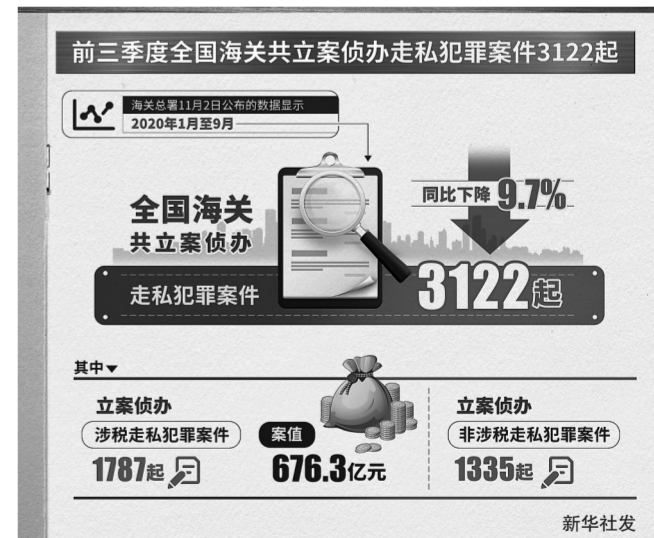 前三季度全国海关共立案侦办走私犯罪案件3122起
海关总署11月2日公布的数据显示
2020年1月至9月
同比下降 9.7%
全国海关
共立案侦办
走私犯罪案件
3122起
其中
立案侦办
涉税走私犯罪案件
1787起
案值
676.3亿元
立案侦办
非涉税走私犯罪案件
1335起
新华社发